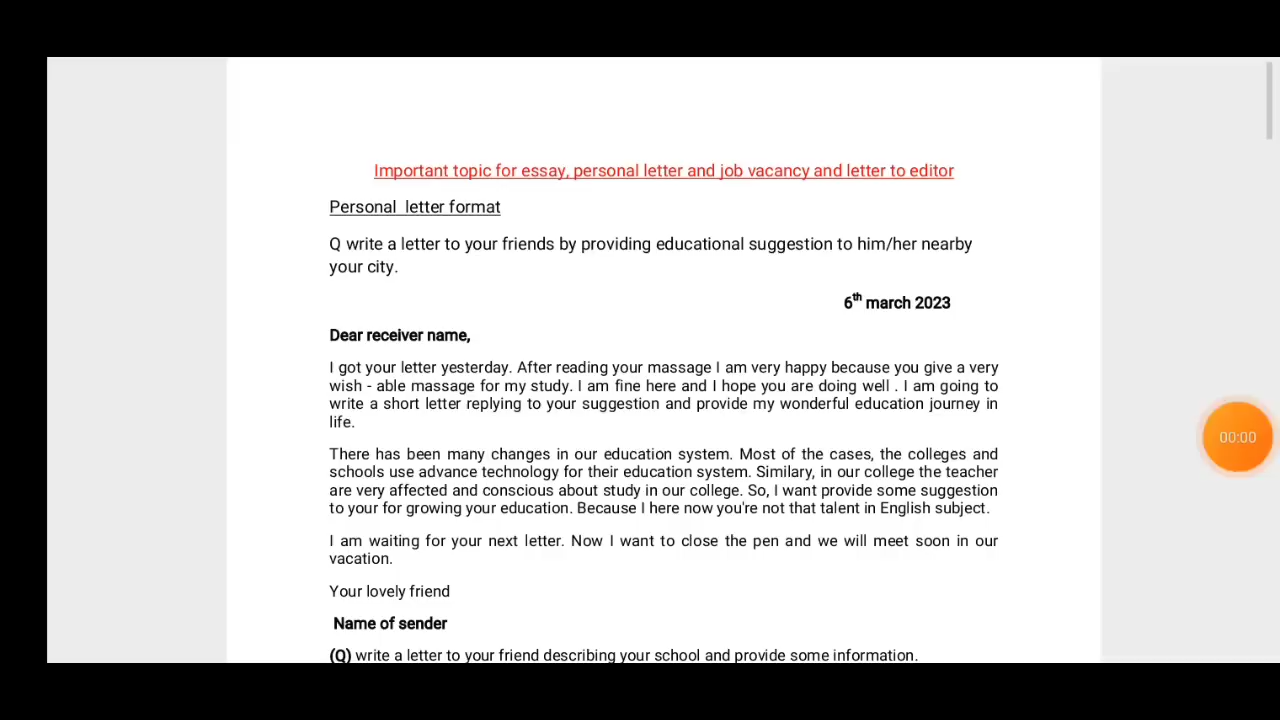 Important topic for essay, personal letter and job vacancy and letter to editor
Personal letter format
Q write a letter to your friends by providing educational suggestion to him/her nearby
your city.
6th march 2023
Dear receiver name,
I got your letter yesterday. After reading your massage I am very happy because you give a very
wish - able massage for my study. I am fine here and I hope you are doing well . I am going to
write a short letter replying to your suggestion and provide my wonderful education journey in
life.
There has been many changes in our education system. Most of the cases, the colleges and
schools use advance technology for their education system. Similary, in our college the teacher
are very affected and conscious about study in our college. So, I want provide some suggestion
to your for growing your education. Because I here now you're not that talent in English subject.
I am waiting for your next letter. Now I want to close the pen and we will meet soon in our
vacation.
Your lovely friend
Name of sender
(Q) write a letter to your friend describing your school and provide some information.
00:00